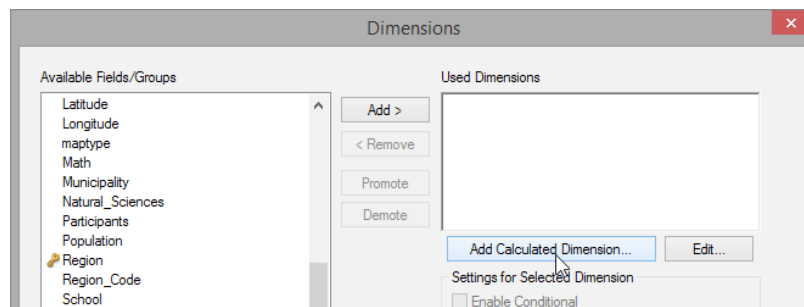 Dimensions
Available Fields/Groups
Latitude
Longitude
maptype
Math
Municipality
Natural_Sciences
Participants
Population
Region
Region_Code
School
Add >
< Remove
Promote
Demote
Used Dimensions
Add Calculated Dimension...
Edit...
Settings for Selected Dimension
Enable Conditional